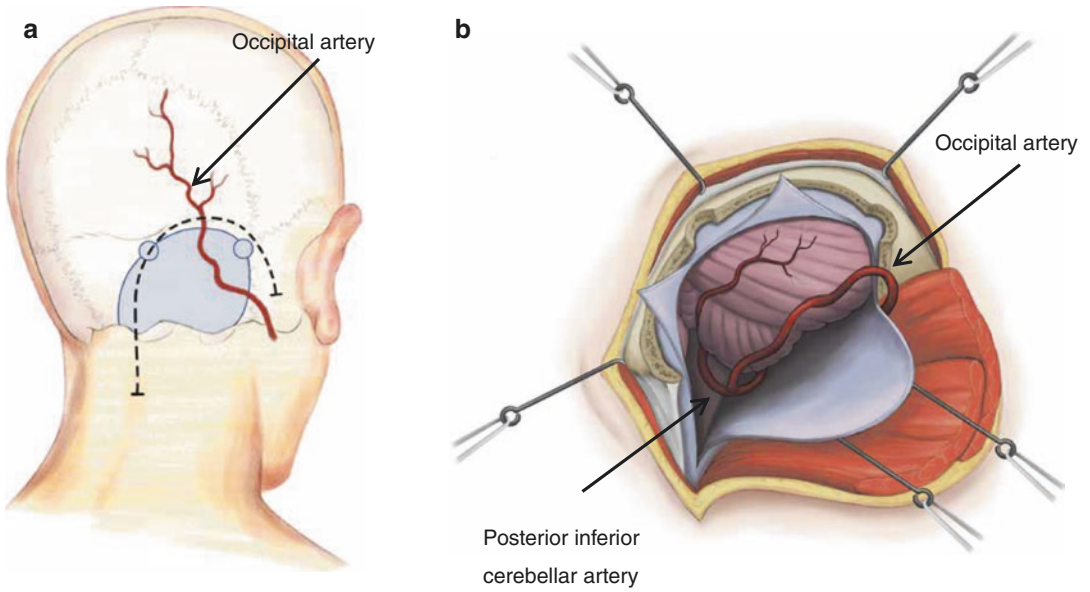 a
Occipital artery
b
Occipital artery
Posterior inferior
cerebellar artery